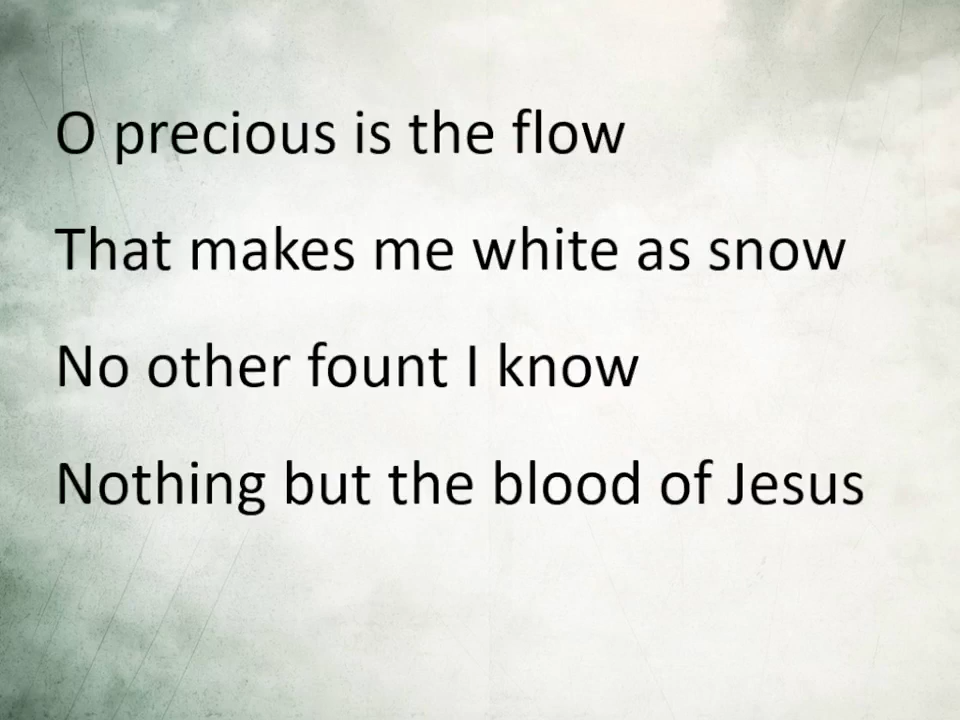 O precious is the flow
That makes me white as snow
No other fount I know
Nothing but the blood of Jesus